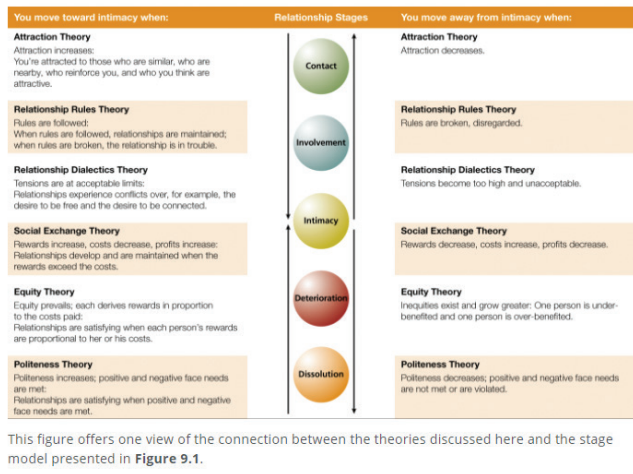 You move toward intimacy when:
Relationship Stages
You move away from intimacy when:
Attraction Theory
Attraction increases:
You're attracted to those who are similar, who are
nearby, who reinforce you, and who you think are
attractive.
Contact
Attraction Theory
Attraction decreases.
Relationship Rules Theory
Rules are followed:
When rules are followed, relationships are maintained;
when rules are broken, the relationship is in trouble.
Involvement
Relationship Rules Theory
Rules are broken, disregarded.
Relationship Dialectics Theory
Tensions are at acceptable limits:
Relationships experience conflicts over, for example, the
desire to be free and the desire to be connected.
Intimacy
Relationship Dialectics Theory
Tensions become too high and unacceptable.
Social Exchange Theory
Rewards increase, costs decrease, profits increase:
Relationships develop and are maintained when the
rewards exceed the costs.
Social Exchange Theory
Rewards decrease, costs increase, profits decrease.
Equity Theory
Equity prevails; each derives rewards in proportion
to the costs paid:
Relationships are satisfying when each person's rewards
are proportional to her or his costs.
Deterioration
Equity Theory
Inequities exist and grow greater: One person is under-
benefited and one person is over-benefited.
Politeness Theory
Politeness increases; positive and negative face needs
are met:
Relationships are satisfying when positive and negative
face needs are met.
Dissolution
Politeness Theory
Politeness decreases; positive and negative face needs
are not met or are violated.
This figure offers one view of the connection between the theories discussed here and the stage
model presented in Figure 9.1.